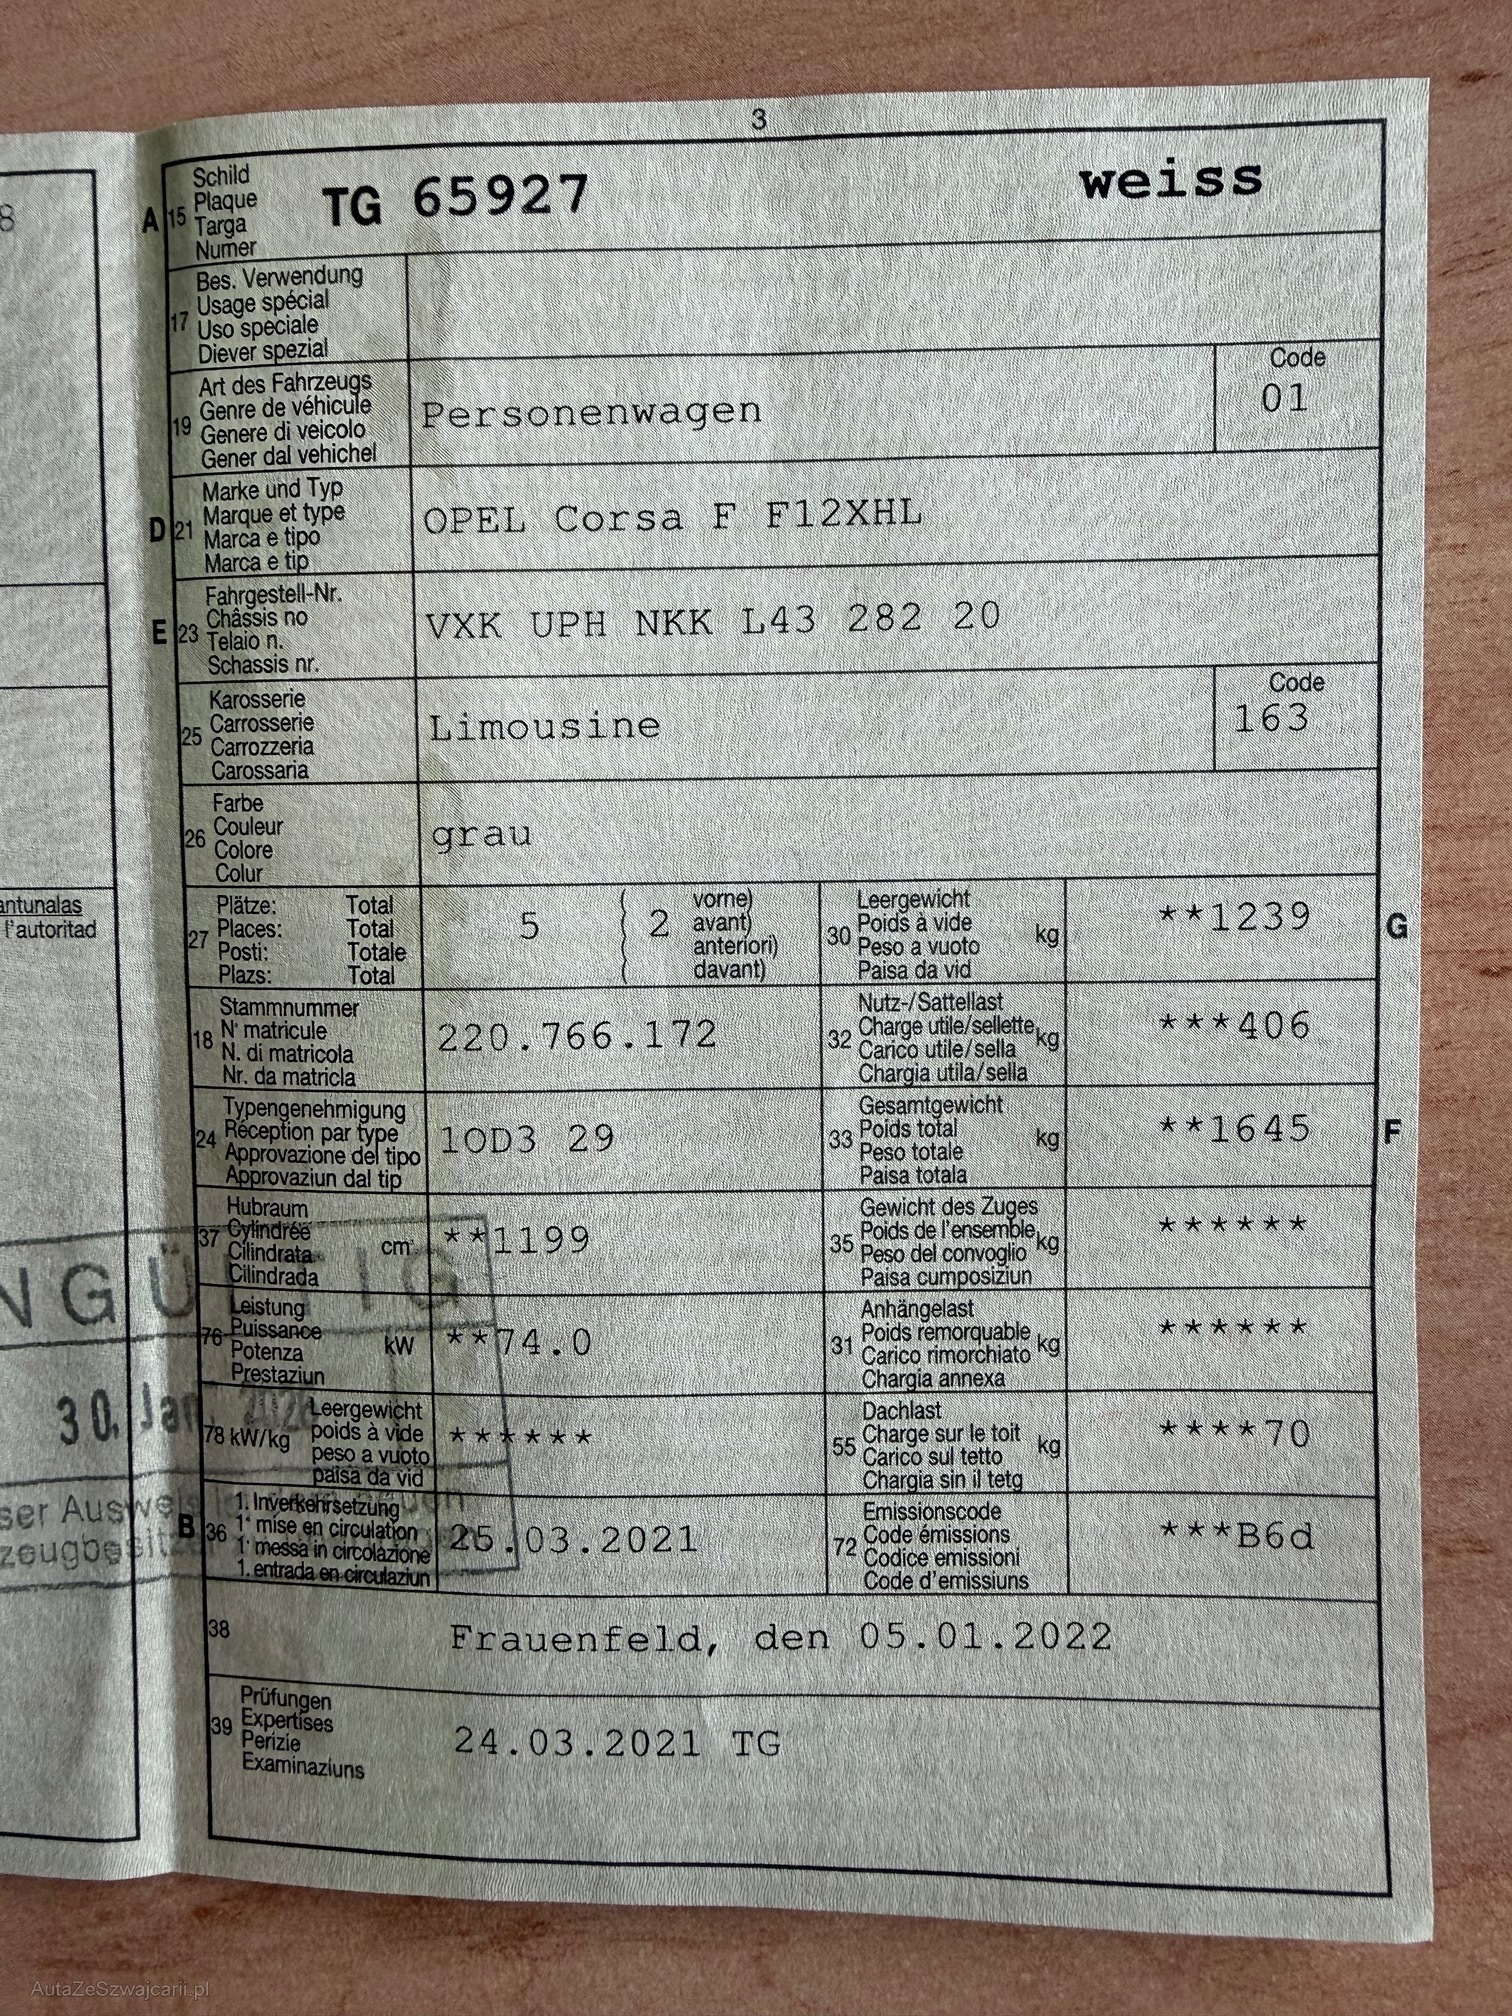 3
A 15 Schild
Plaque
Targa
Numer
TG 65927 weiss
17 Bes. Verwendung
Usage spécial
Uso speciale
Diever spezial
19 Art des Fahrzeugs
Genre de véhicule
Genere di veicolo
Gener dal vehichel
Personenwagen
Code
01
D 21 Marke und Typ
Marque et type
Marca e tipo
Marca e tip
OPEL Corsa F F12XHL
E 23 Fahrgestell-Nr.
Châssis no
Telaio n.
Schassis nr.
VXK UPH NKK L43 282 20
25 Karosserie
Carrosserie
Carrozzeria
Carossaria
Limousine
Code
163
26 Farbe
Couleur
Colore
Colur
grau
27 Plätze: Total
Places: Total
Posti: Totale
Plazs: Total
5 ( 2 vorne)
avant)
anteriori)
davant)
30 Leergewicht
Poids à vide
Peso a vuoto
Paisa da vid
kg **1239 G
18 Stammnummer
N° matricule
N. di matricola
Nr. da matricla
220.766.172
32 Nutz-/Sattellast
Charge utile/sellette
Carico utile/sella
Chargia utila/sella
kg ***406
24 Typengenehmigung
Réception par type
Approvazione del tipo
Approvaziun dal tip
1OD3 29
33 Gesamtgewicht
Poids total
Peso totale
Paisa totala
kg **1645 F
37 Hubraum
Cylindrée
Cilindrata
Cilindrada
cm³ **1199
35 Gewicht des Zuges
Poids de l'ensemble
Peso del convoglio
Paisa cumposiziun
kg ******
76 Leistung
Puissance
Potenza
Prestaziun
kW **74.0
31 Anhängelast
Poids remorquable
Carico rimorchiato
Chargia annexa
kg ******
78 kW/kg Leergewicht
poids à vide
peso a vuoto
paisa da vid
******
55 Dachlast
Charge sur le toit
Carico sul tetto
Chargia sin il tetg
kg ****70
B 36 1. Inverkehrsetzung
1e mise en circulation
1a messa in circolazione
1. entrada en circulaziun
25.03.2021
72 Emissionscode
Code émissions
Codice emissioni
Code d'emissiuns
***B6d
38 Frauenfeld, den 05.01.2022
39 Prüfungen
Expertises
Perizie
Examinaziuns
24.03.2021 TG
8
antunalas
l'autoritad
NGÜLTIG
30. Jan.
ser Ausweis
zeugbesitzer
AutaZeSzwajcarii.pl